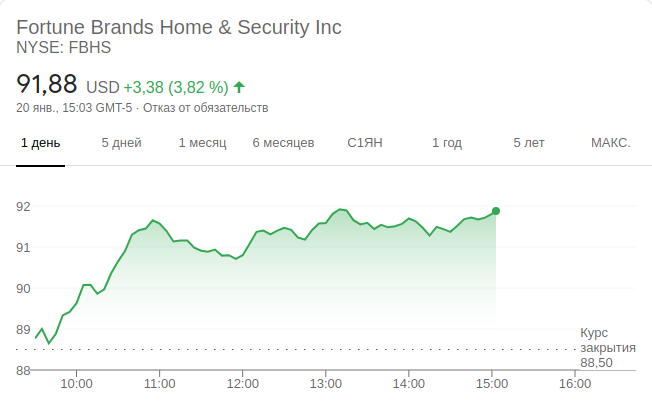 Fortune Brands Home & Security Inc
NYSE: FBHS
91,88 USD +3,38 (3,82 %)
20 янв., 15:03 GMT-5 · Отказ от обязательств
1 день 5 дней 1 месяц 6 месяцев С1ЯН 1 год 5 лет МАКС.
92
91
90
89
Курс
закрытия
88,50
88
10:00 11:00 12:00 13:00 14:00 15:00 16:00